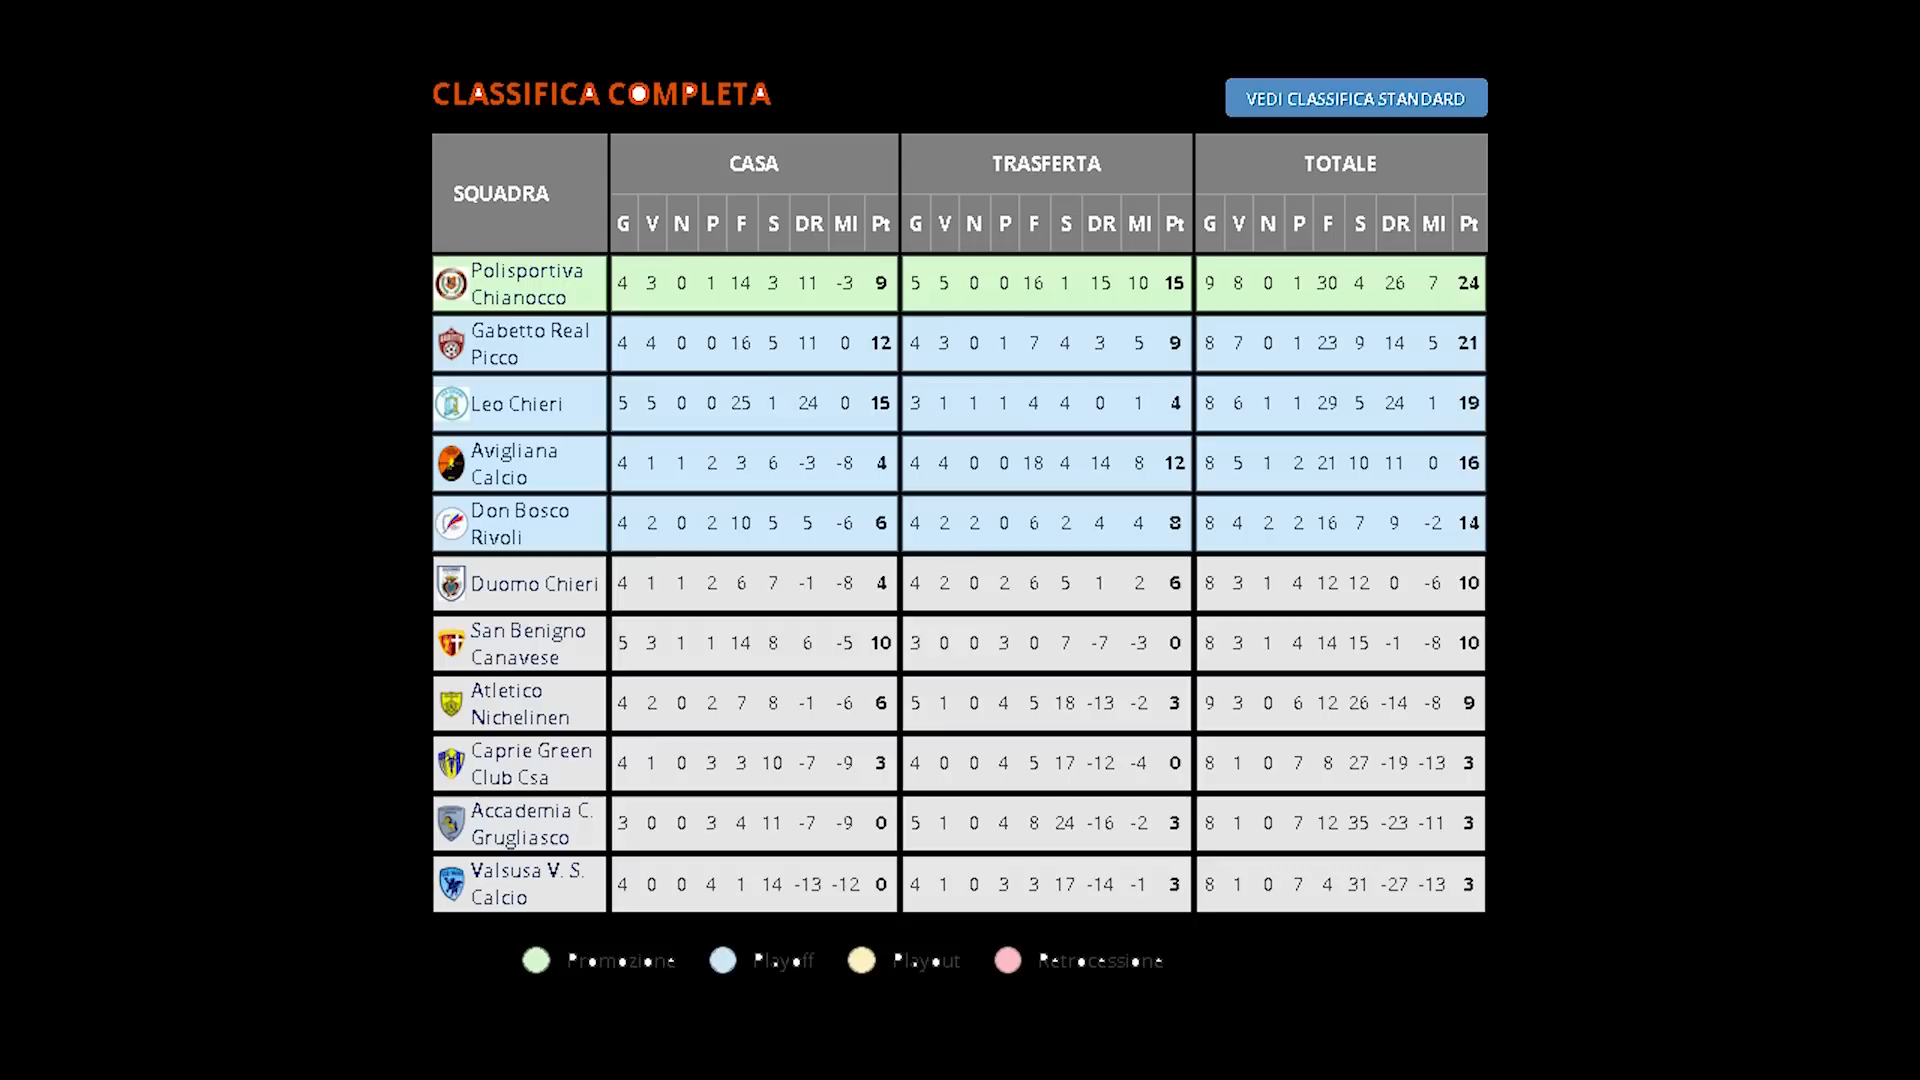 CLASSIFICA COMPLETA
VEDI CLASSIFICA STANDARD
SQUADRA CASA TRASFERTA TOTALE
G V N P F S DR MI Pt G V N P F S DR MI Pt G V N P F S DR MI Pt
Polisportiva
Chianocco 4 3 0 1 14 3 11 -3 9 5 5 0 0 16 1 15 10 15 9 8 0 1 30 4 26 7 24
Gabetto Real
Picco 4 4 0 0 16 5 11 0 12 4 3 0 1 7 4 3 5 9 8 7 0 1 23 9 14 5 21
Leo Chieri 5 5 0 0 25 1 24 0 15 3 1 1 1 4 4 0 1 4 8 6 1 1 29 5 24 1 19
Avigliana
Calcio 4 1 1 2 3 6 -3 -8 4 4 4 0 0 18 4 14 8 12 8 5 1 2 21 10 11 0 16
Don Bosco
Rivoli 4 2 0 2 10 5 5 -6 6 4 2 2 0 6 2 4 4 8 8 4 2 2 16 7 9 -2 14
Duomo Chieri 4 1 1 2 6 7 -1 -8 4 4 2 0 2 6 5 1 2 6 8 3 1 4 12 12 0 -6 10
San Benigno
Canavese 5 3 1 1 14 8 6 -5 10 3 0 0 3 0 7 -7 -3 0 8 3 1 4 14 15 -1 -8 10
Atletico
Nichelinen 4 2 0 2 7 8 -1 -6 6 5 1 0 4 5 18 -13 -2 3 9 3 0 6 12 26 -14 -8 9
Caprie Green
Club Csa 4 1 0 3 3 10 -7 -9 3 4 0 0 4 5 17 -12 -4 0 8 1 0 7 8 27 -19 -13 3
Accademia C.
Grugliasco 3 0 0 3 4 11 -7 -9 0 5 1 0 4 8 24 -16 -2 3 8 1 0 7 12 35 -23 -11 3
Valsusa V. S.
Calcio 4 0 0 4 1 14 -13 -12 0 4 1 0 3 3 17 -14 -1 3 8 1 0 7 4 31 -27 -13 3
Promozione Playoff Playout Retrocessione